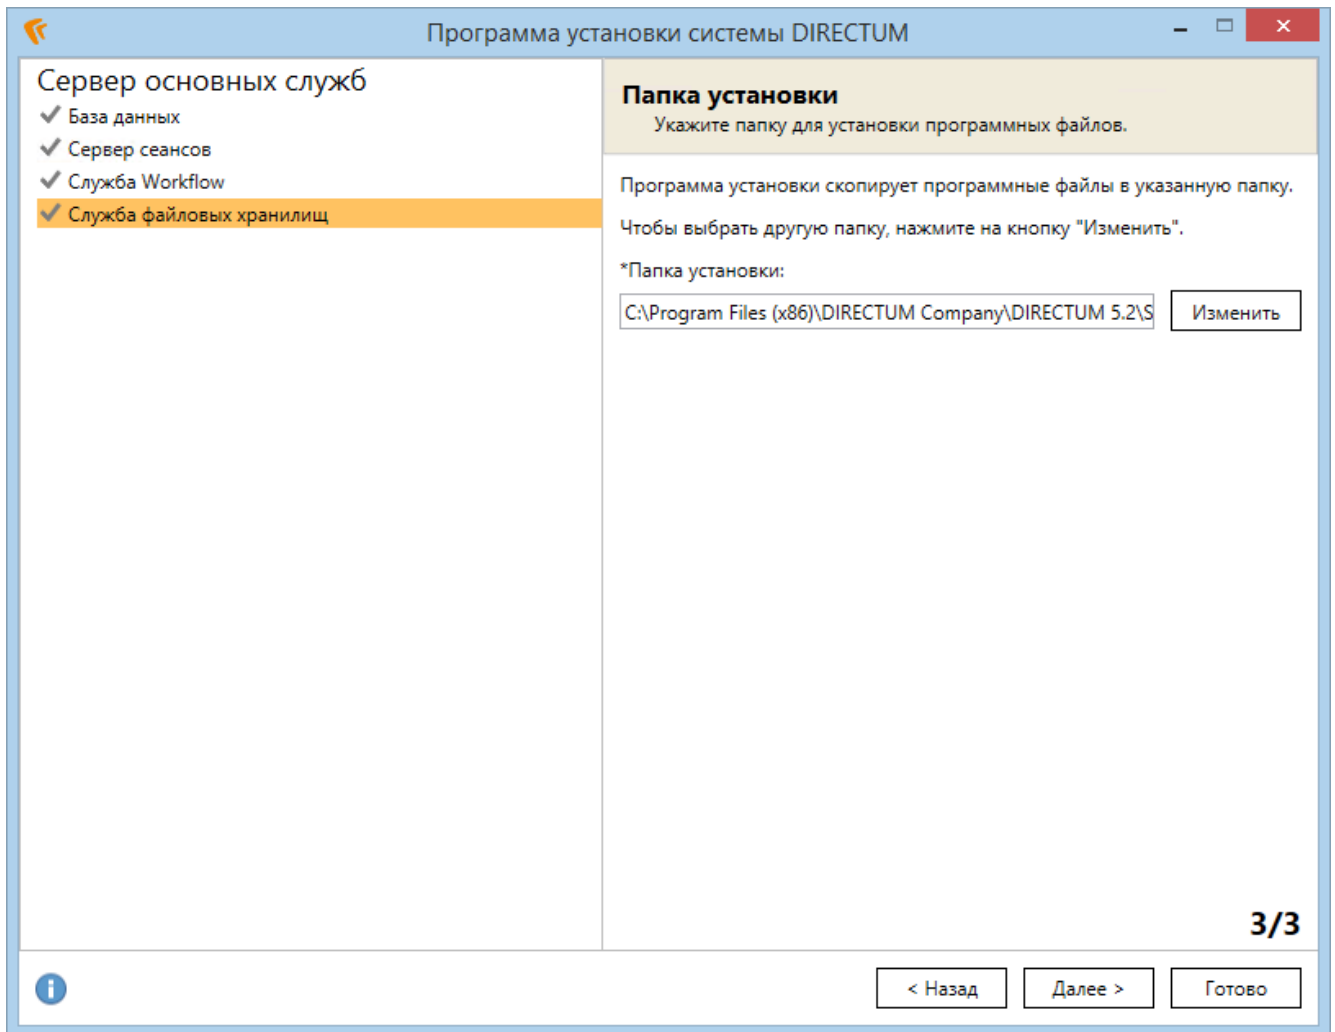 Программа установки системы DIRECTUM
Сервер основных служб
База данных
Сервер сеансов
Служба Workflow
Служба файловых хранилищ
Папка установки
Укажите папку для установки программных файлов.
Программа установки скопирует программные файлы в указанную папку.
Чтобы выбрать другую папку, нажмите на кнопку "Изменить".
*Папка установки:
C:\Program Files (x86)\DIRECTUM Company\DIRECTUM 5.2\S
Изменить
3/3
< Назад
Далее >
Готово